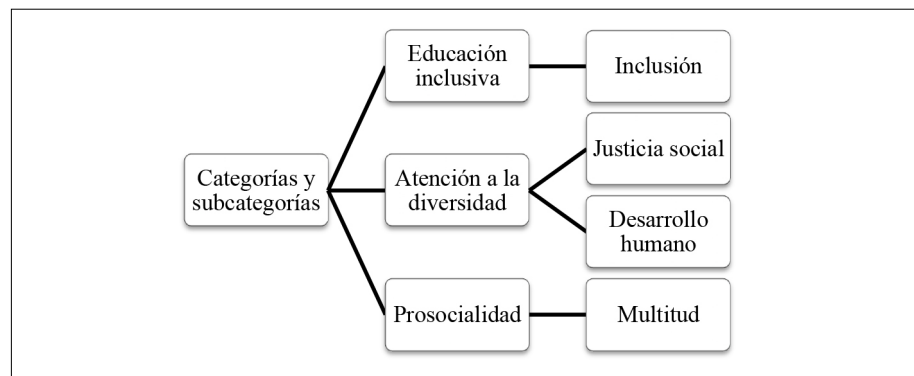 Categorías y
subcategorías
Educación
inclusiva
Inclusión
Atención a la
diversidad
Justicia social
Desarrollo
humano
Prosocialidad
Multitud